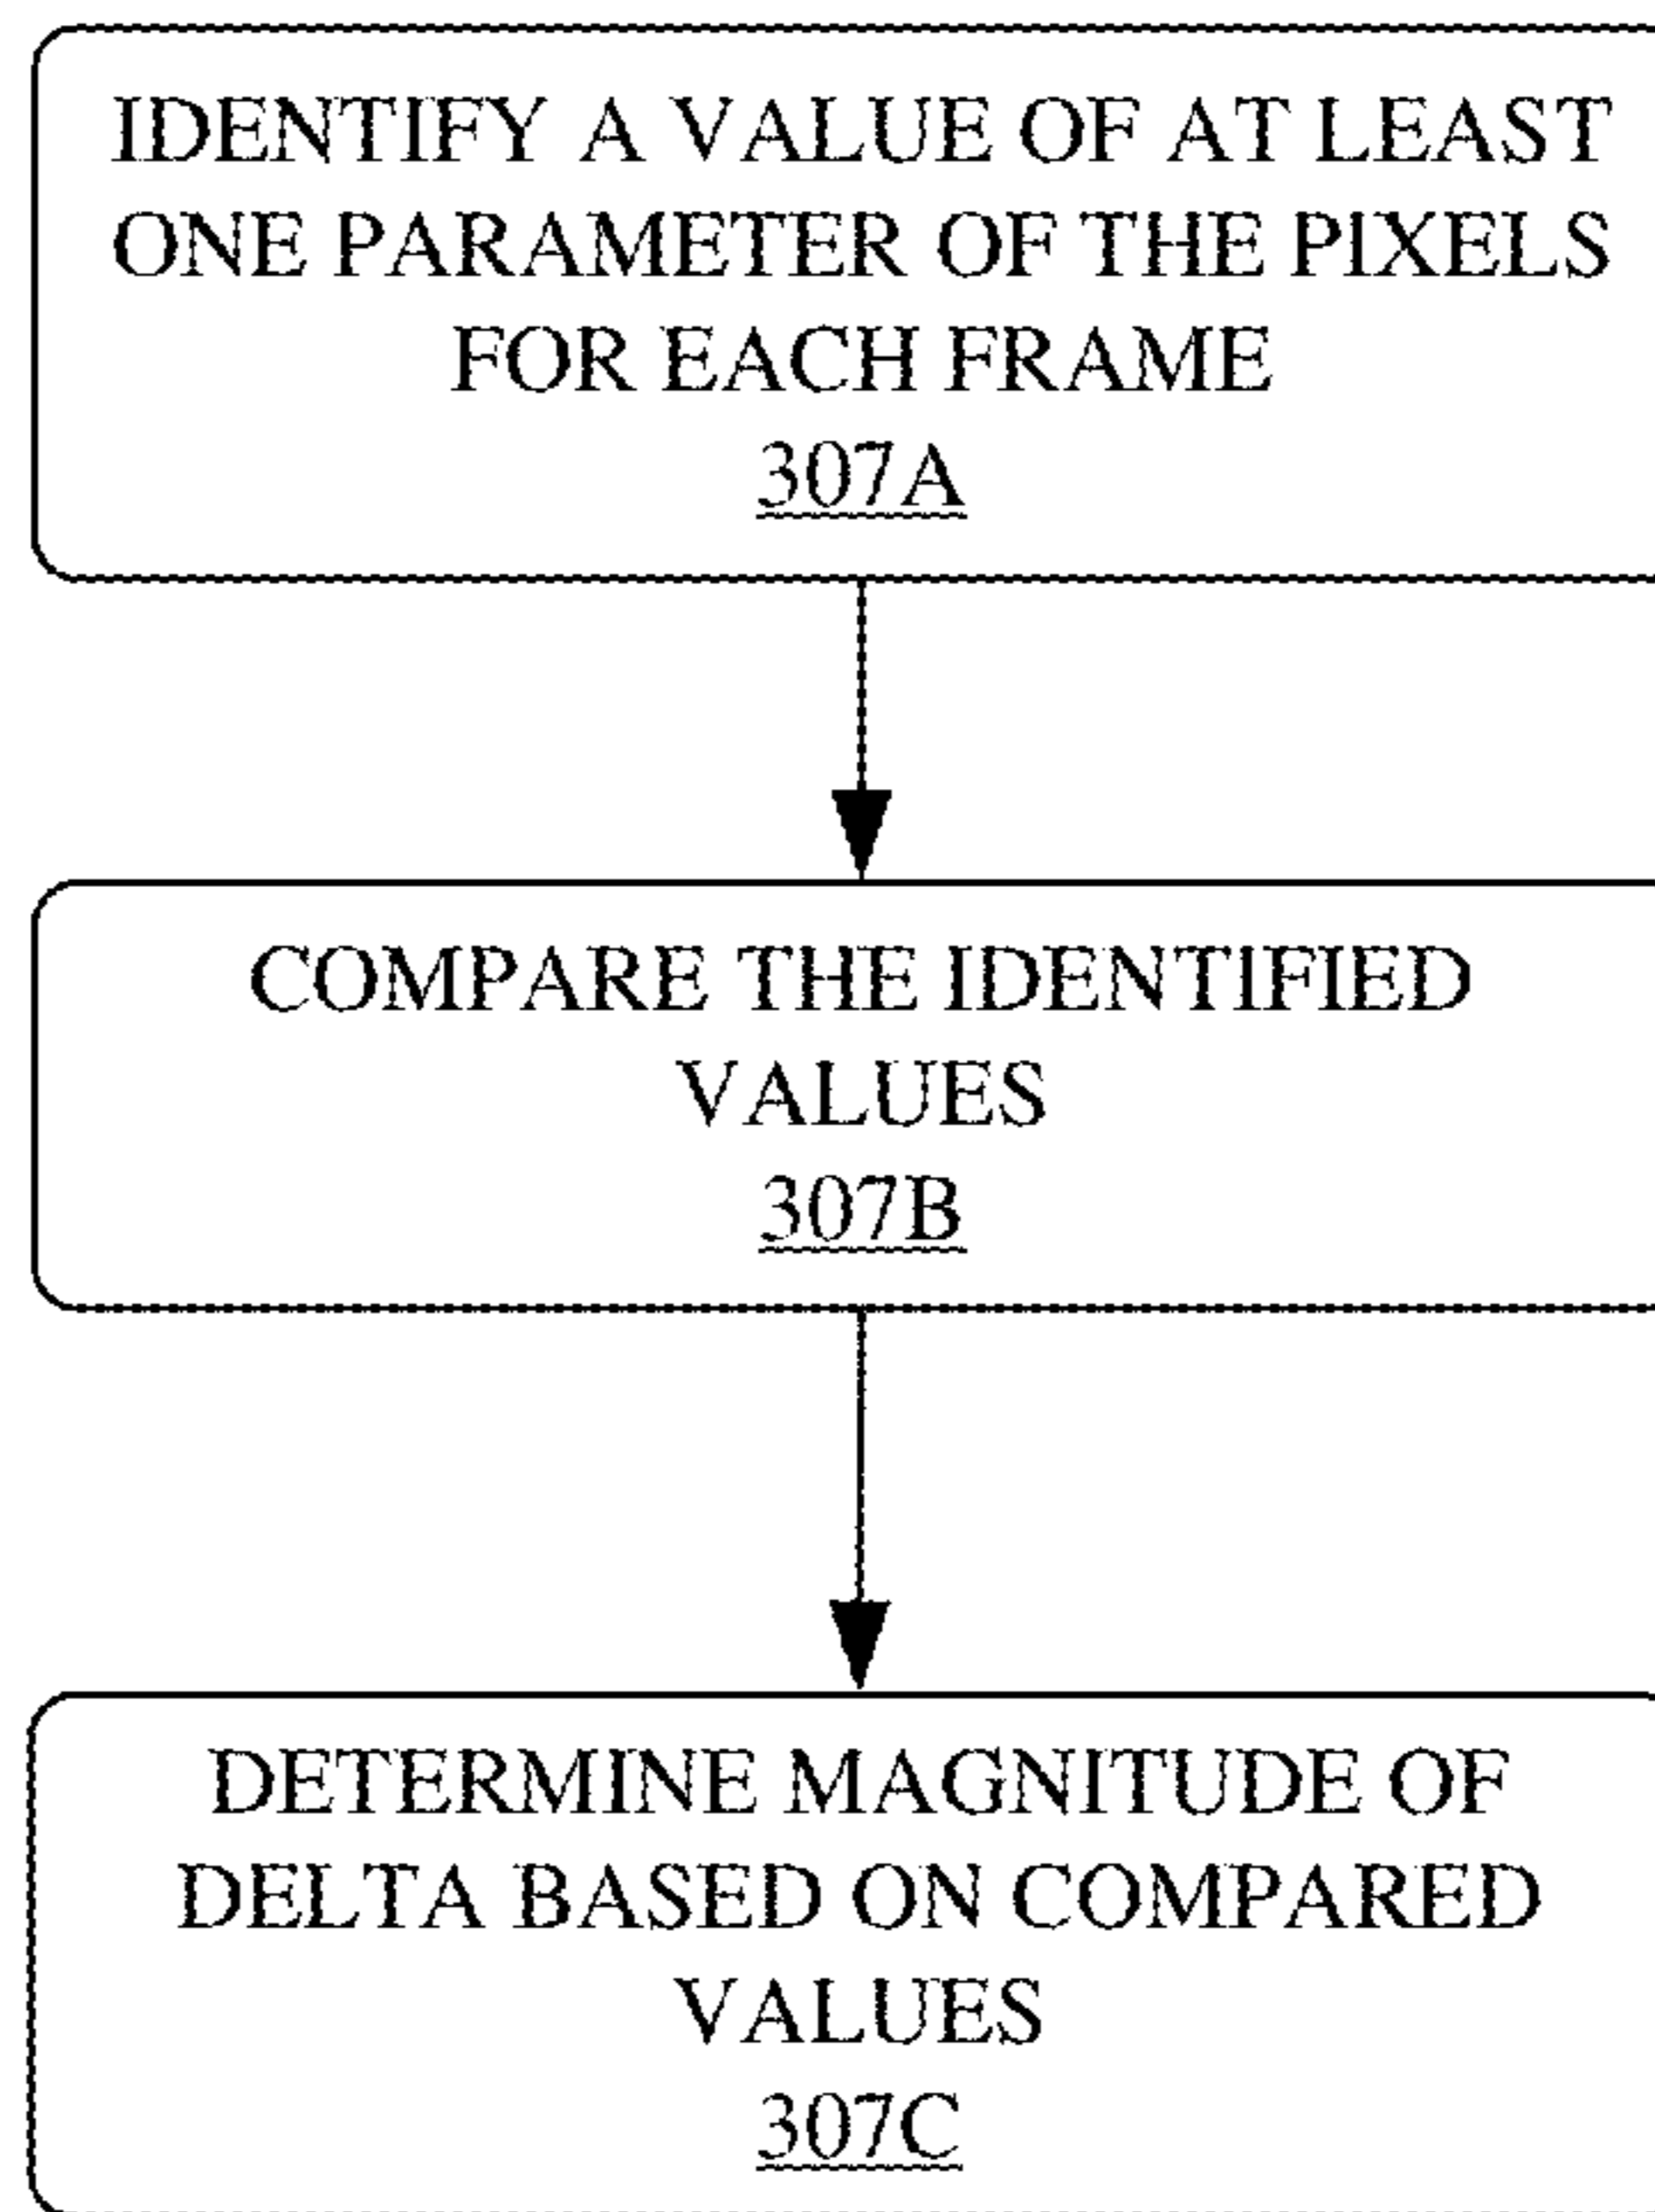 IDENTIFY A VALUE OF AT LEAST
ONE PARAMETER OF THE PIXELS
FOR EACH FRAME
307A
COMPARE THE IDENTIFIED
VALUES
307B
DETERMINE MAGNITUDE OF
DELTA BASED ON COMPARED
VALUES
307C